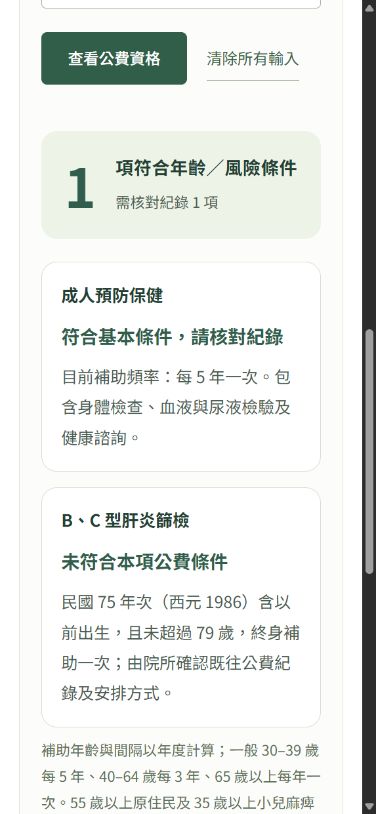 查看公費資格
清除所有輸入
1
項符合年齡／風險條件
需核對紀錄 1 項
成人預防保健
符合基本條件，請核對紀錄
目前補助頻率：每 5 年一次。包
含身體檢查、血液與尿液檢驗及
健康諮詢。
B、C 型肝炎篩檢
未符合本項公費條件
民國 75 年次（西元 1986）含以
前出生，且未超過 79 歲，終身補
助一次；由院所確認既往公費紀
錄及安排方式。
補助年齡與間隔以年度計算；一般 30–39 歲
每 5 年、40–64 歲每 3 年、65 歲以上每年一
次。55 歲以上原住民及 35 歲以上小兒麻痺